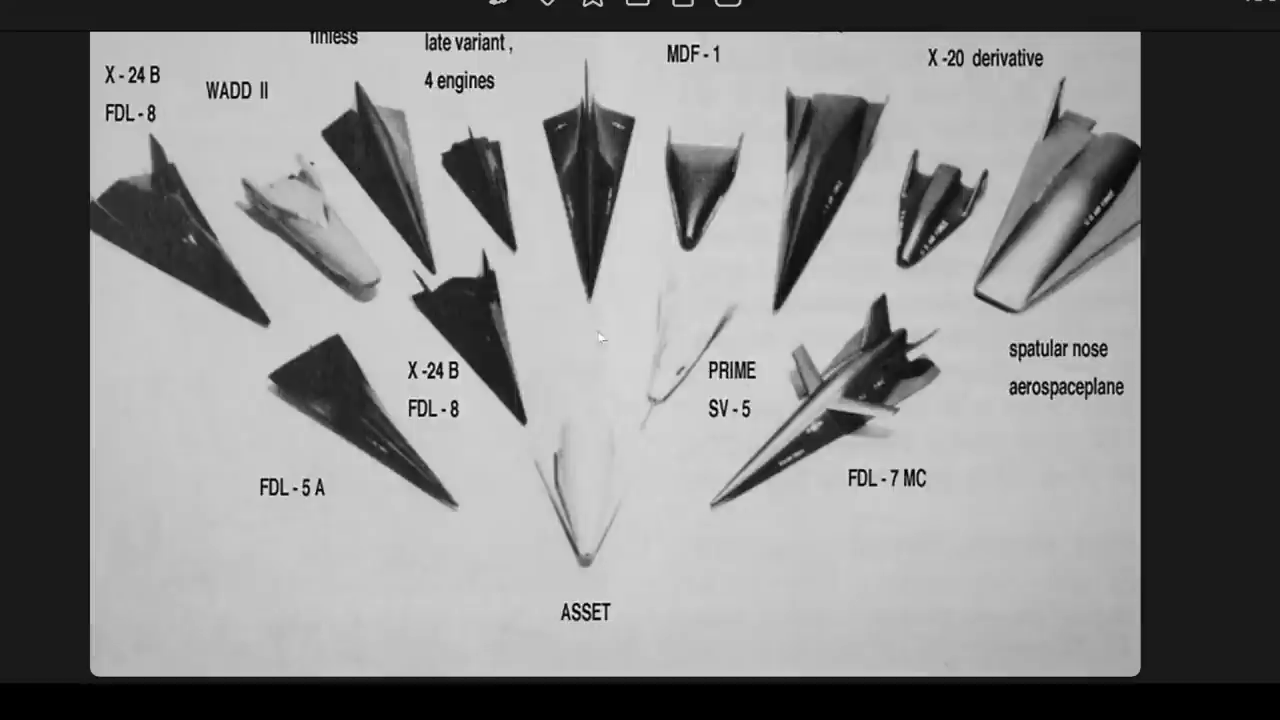 finless
late variant ,
4 engines
MDF - 1
X -20 derivative
X - 24 B
FDL - 8
WADD II
X -24 B
FDL - 8
PRIME
SV - 5
spatular nose
aerospaceplane
FDL - 5 A
FDL - 7 MC
ASSET